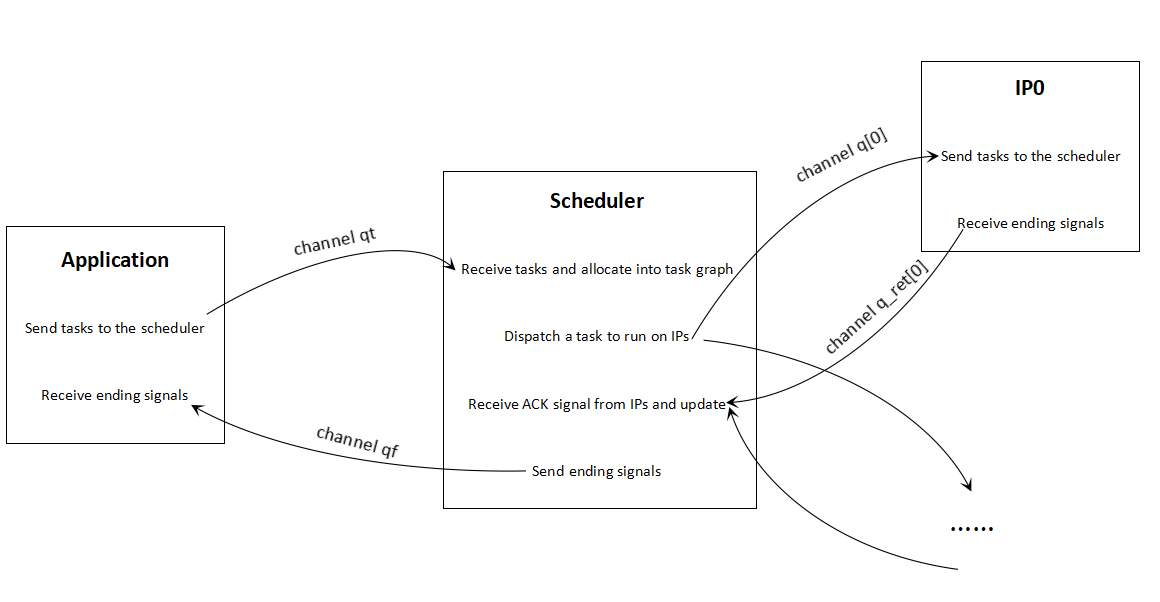 Application
Send tasks to the scheduler
Receive ending signals
channel qt
channel qf
Scheduler
Receive tasks and allocate into task graph
Dispatch a task to run on IPs
Receive ACK signal from IPs and update
Send ending signals
channel q[0]
channel q_ret[0]
IP0
Send tasks to the scheduler
Receive ending signals
......